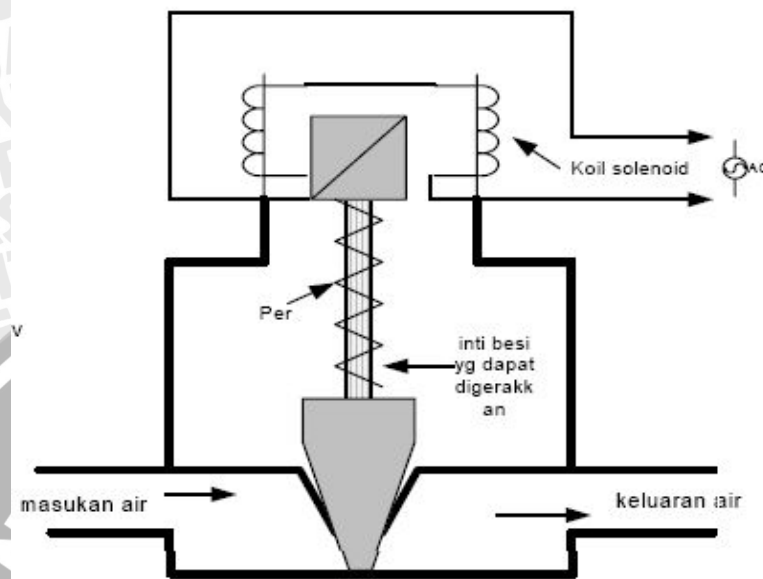 Koil solenoid
AC
Per
V
inti besi
yg dapat
digerakk
an
masukan air
keluaran air